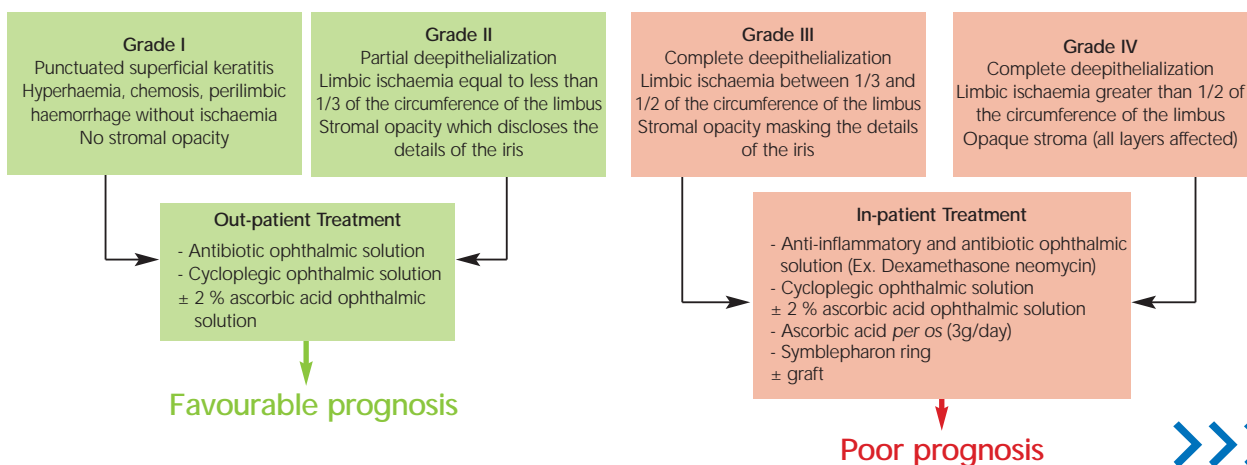 Grade I
Punctuated superficial keratitis
Hyperhaemia, chemosis, perilimbic
haemorrhage without ischaemia
No stromal opacity
Grade II
Partial deepithelialization
Limbic ischaemia equal to less than
1/3 of the circumference of the limbus
Stromal opacity which discloses the
details of the iris
Out-patient Treatment
- Antibiotic ophthalmic solution
- Cycloplegic ophthalmic solution
± 2 % ascorbic acid ophthalmic
solution
Favourable prognosis
Grade III
Complete deepithelialization
Limbic ischaemia between 1/3 and
1/2 of the circumference of the limbus
Stromal opacity masking the details
of the iris
Grade IV
Complete deepithelialization
Limbic ischaemia greater than 1/2 of
the circumference of the limbus
Opaque stroma (all layers affected)
In-patient Treatment
- Anti-inflammatory and antibiotic ophthalmic
solution (Ex. Dexamethasone neomycin)
- Cycloplegic ophthalmic solution
± 2 % ascorbic acid ophthalmic solution
- Ascorbic acid per os (3g/day)
- Symblepharon ring
± graft
Poor prognosis